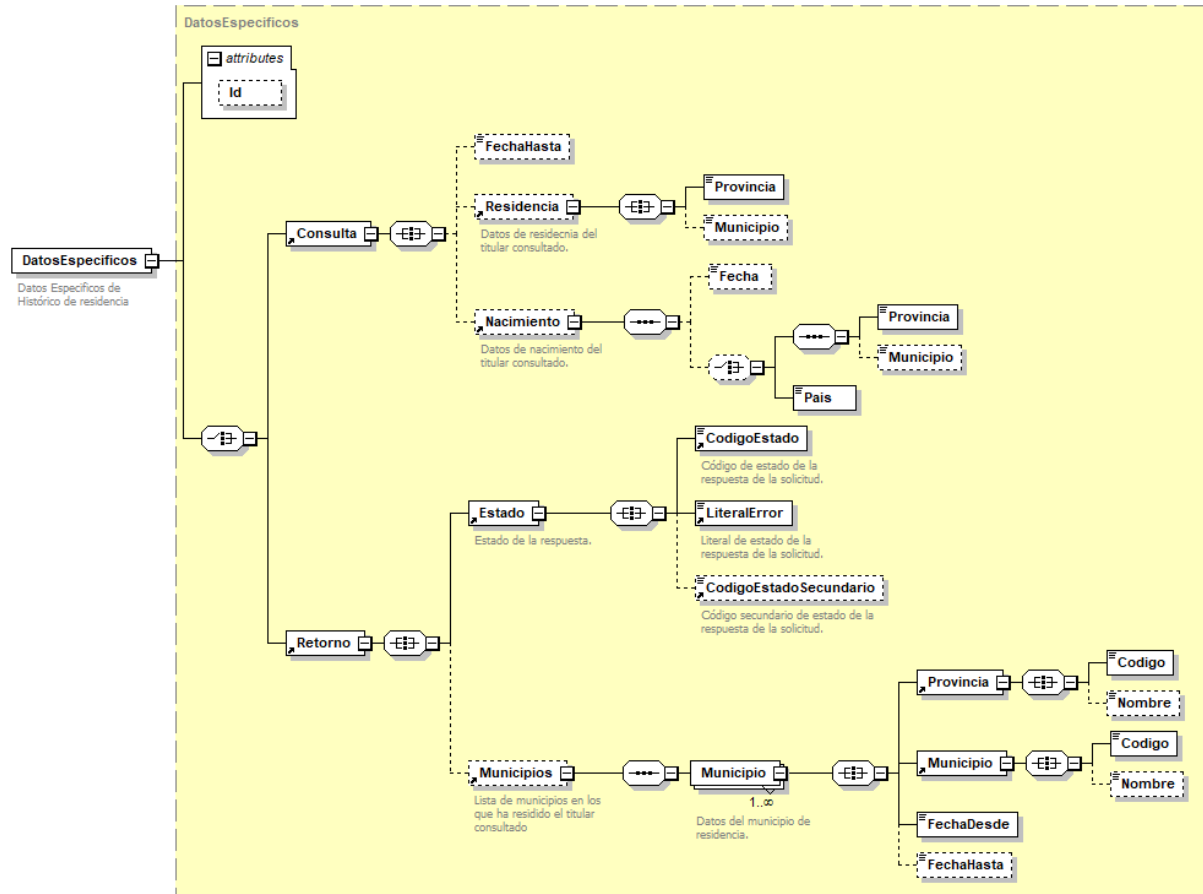 DatosEspecificos
attributes
Id
FechaHasta
Residencia
Datos de residecnia del
titular consultado.
Provincia
Municipio
Consulta
DatosEspecificos
Datos Especificos de
Histórico de residencia
Nacimiento
Datos de nacimiento del
titular consultado.
Fecha
Provincia
Municipio
Pais
Estado
Estado de la respuesta.
CodigoEstado
Código de estado de la
respuesta de la solicitud.
LiteralError
Literal de estado de la
respuesta de la solicitud.
CodigoEstadoSecundario
Código secundario de estado de la
respuesta de la solicitud.
Retorno
Municipios
Lista de municipios en los
que ha residido el titular
consultado
Municipio
1..∞
Datos del municipio de
residencia.
Provincia
Codigo
Nombre
Municipio
Codigo
Nombre
FechaDesde
FechaHasta